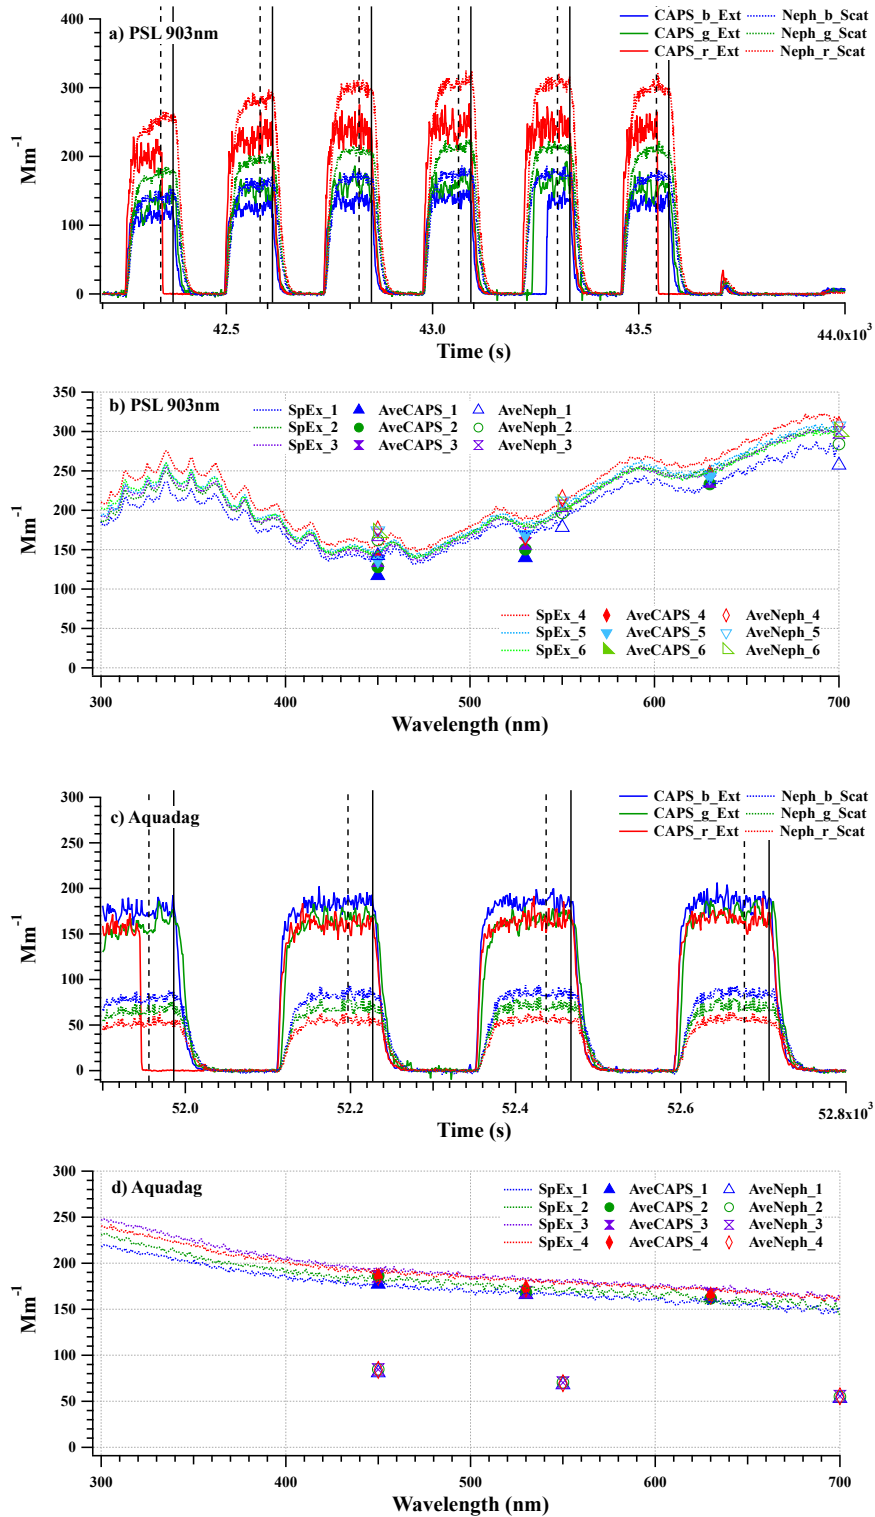 a) PSL 903nm
CAPS_b_Ext Neph_b_Scat
CAPS_g_Ext Neph_g_Scat
CAPS_r_Ext Neph_r_Scat
400
300
200
100
0
Mm⁻¹
42.5 43.0 43.5 44.0x10³
Time (s)
b) PSL 903nm
SpEx_1 AveCAPS_1 AveNeph_1
SpEx_2 AveCAPS_2 AveNeph_2
SpEx_3 AveCAPS_3 AveNeph_3
350
300
250
200
150
100
50
0
Mm⁻¹
SpEx_4 AveCAPS_4 AveNeph_4
SpEx_5 AveCAPS_5 AveNeph_5
SpEx_6 AveCAPS_6 AveNeph_6
300 400 500 600 700
Wavelength (nm)
c) Aquadag
CAPS_b_Ext Neph_b_Scat
CAPS_g_Ext Neph_g_Scat
CAPS_r_Ext Neph_r_Scat
300
250
200
150
100
50
0
Mm⁻¹
52.0 52.2 52.4 52.6 52.8x10³
Time (s)
d) Aquadag
SpEx_1 AveCAPS_1 AveNeph_1
SpEx_2 AveCAPS_2 AveNeph_2
SpEx_3 AveCAPS_3 AveNeph_3
SpEx_4 AveCAPS_4 AveNeph_4
300
250
200
150
100
50
0
Mm⁻¹
300 400 500 600 700
Wavelength (nm)